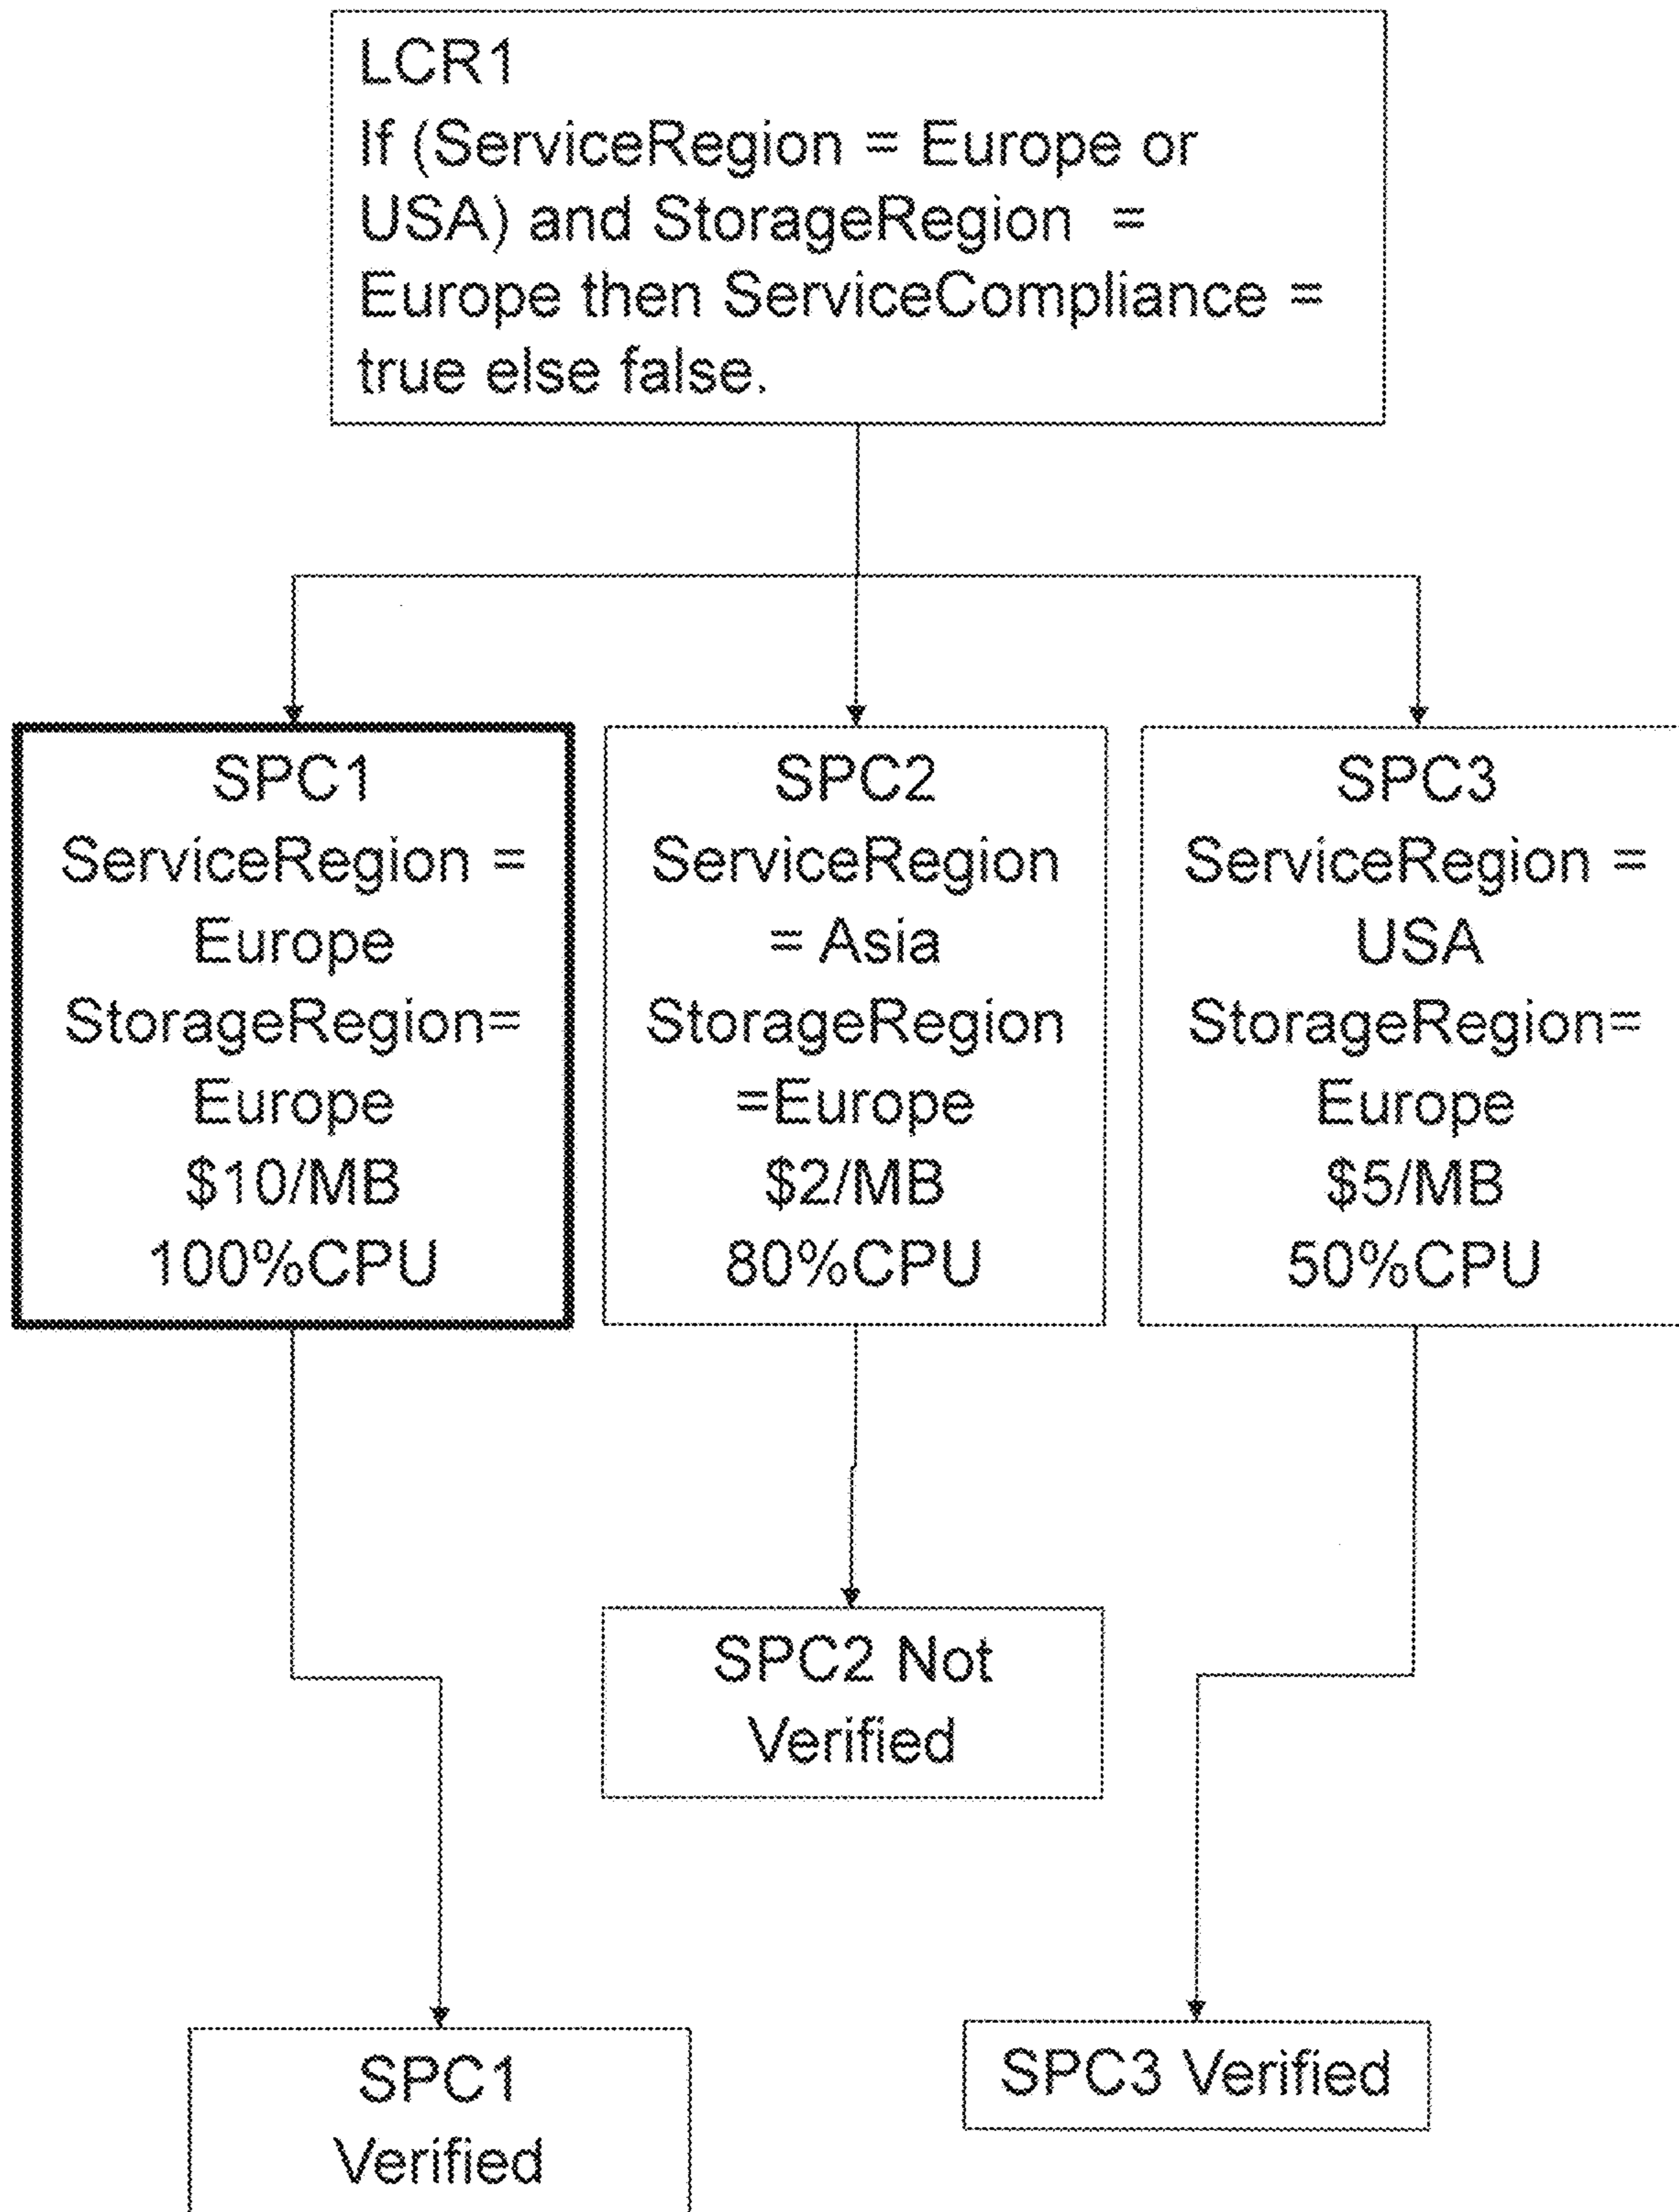 LCR1
If (ServiceRegion = Europe or
USA) and StorageRegion  =
Europe then ServiceCompliance =
true else false.
SPC1
ServiceRegion =
Europe
StorageRegion=
Europe
$10/MB
100%CPU
SPC2
ServiceRegion
= Asia
StorageRegion
=Europe
$2/MB
80%CPU
SPC3
ServiceRegion =
USA
StorageRegion=
Europe
$5/MB
50%CPU
SPC2 Not
Verified
SPC1
Verified
SPC3 Verified